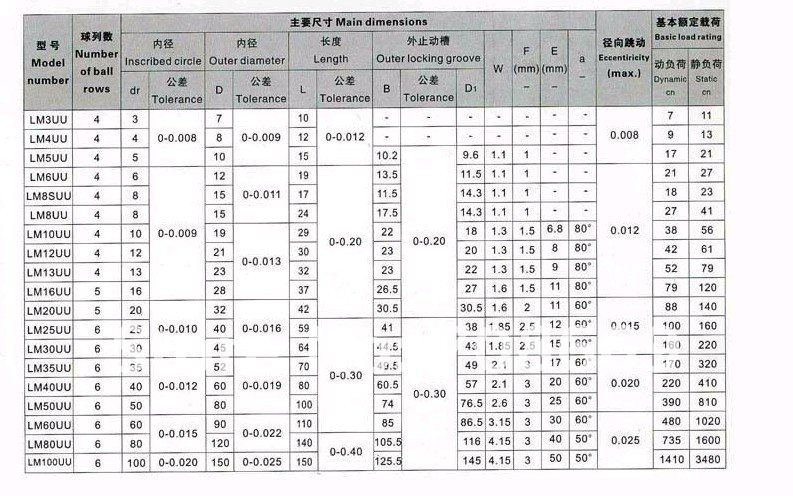 型号 Model number 球列数 Number of ball rows 主要尺寸 Main dimensions 径向跳动 Eccentiricity (max.) 基本额定载荷 Basic load rating
内径 Inscribed circle 外径 Outer diameter 长度 Length 外止动槽 Outer locking groove W F (mm) – E (mm) – a – 动负荷 Dynamic cn 静负荷 Static cn
dr 公差 Tolerance D 公差 Tolerance L 公差 Tolerance B 公差 Tolerance D1
LM3UU 4 3 7 10 - - - - - - 7 11
LM4UU 4 4 0-0.008 8 0-0.009 12 0-0.012 - - - - - - 0.008 9 13
LM5UU 4 5 10 15 10.2 9.6 1.1 1 - - 17 21
LM6UU 4 6 12 19 13.5 11.5 1.1 1 - - 21 27
LM8SUU 4 8 15 0-0.011 17 11.5 14.3 1.1 1 - - 18 23
LM8UU 4 8 15 24 17.5 14.3 1.1 1 - - 27 41
LM10UU 4 10 0-0.009 19 29 0-0.20 22 0-0.20 18 1.3 1.5 6.8 80° 0.012 38 56
LM12UU 4 12 21 0-0.013 30 23 20 1.3 1.5 8 80° 42 61
LM13UU 4 13 23 32 23 22 1.3 1.5 9 80° 52 79
LM16UU 5 16 28 37 26.5 27 1.6 1.5 11 80° 79 120
LM20UU 5 20 32 42 30.5 30.5 1.6 2 11 60° 88 140
LM25UU 6 25 0-0.010 40 0-0.016 59 41 38 1.85 2.5 12 60° 0.015 100 160
LM30UU 6 30 45 64 44.5 43 1.85 2.5 15 60° 160 220
LM35UU 6 35 52 70 0-0.30 49.5 49 2.1 3 17 60° 170 320
LM40UU 6 40 0-0.012 60 0-0.019 80 60.5 0-0.30 57 2.1 3 20 60° 0.020 220 410
LM50UU 6 50 80 100 74 76.5 2.6 3 25 60° 390 810
LM60UU 6 60 0-0.015 90 0-0.022 110 85 86.5 3.15 3 30 60° 480 1020
LM80UU 6 80 120 140 0-0.40 105.5 116 4.15 3 40 50° 0.025 735 1600
LM100UU 6 100 0-0.020 150 0-0.025 150 125.5 145 4.15 3 50 50° 1410 3480